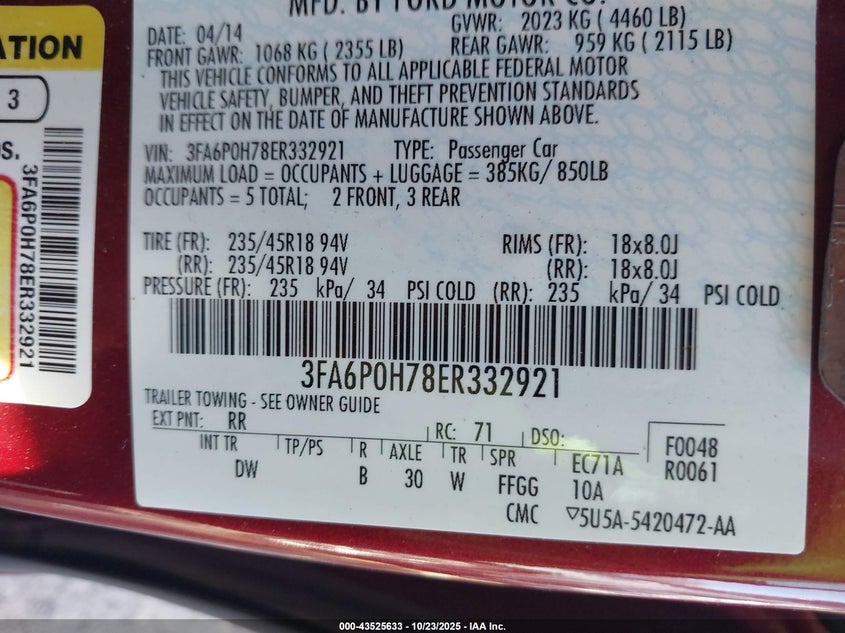 MFD. BY FORD MOTOR CO.
DATE: 04/14
GVWR: 2023 KG ( 4460 LB)
FRONT GAWR: 1068 KG ( 2355 LB)
REAR GAWR: 959 KG ( 2115 LB)
THIS VEHICLE CONFORMS TO ALL APPLICABLE FEDERAL MOTOR
VEHICLE SAFETY, BUMPER, AND THEFT PREVENTION STANDARDS
IN EFFECT ON THE DATE OF MANUFACTURE SHOWN ABOVE.
VIN: 3FA6P0H78ER332921 TYPE: Passenger Car
MAXIMUM LOAD = OCCUPANTS + LUGGAGE = 385KG/ 850LB
OCCUPANTS = 5 TOTAL; 2 FRONT, 3 REAR
TIRE (FR): 235/45R18 94V RIMS (FR): 18x8.0J
(RR): 235/45R18 94V (RR): 18x8.0J
PRESSURE (FR): 235 kPa/ 34 PSI COLD (RR): 235 kPa/ 34 PSI COLD
3FA6P0H78ER332921
TRAILER TOWING - SEE OWNER GUIDE
EXT PNT: RR RC: 71 DSO: F0048
R0061
INT TR TP/PS R AXLE TR SPR EC71A
DW B 30 W FFGG 10A
CMC 5U5A-5420472-AA
ATION
3
S.
3FA6P0H78ER332921
000-43525633 - 10/23/2025 - IAA Inc.